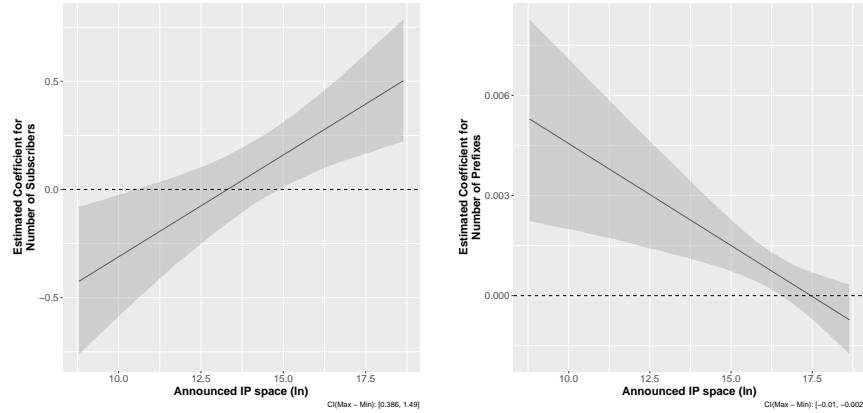 Estimated Coefficient for
Number of Subscribers
0.5
0.0
−0.5
10.0 12.5 15.0 17.5
Announced IP space (ln)
CI(Max − Min): [0.386, 1.49]
Estimated Coefficient for
Number of Prefixes
0.006
0.003
0.000
10.0 12.5 15.0 17.5
Announced IP space (ln)
CI(Max − Min): [−0.01, −0.002